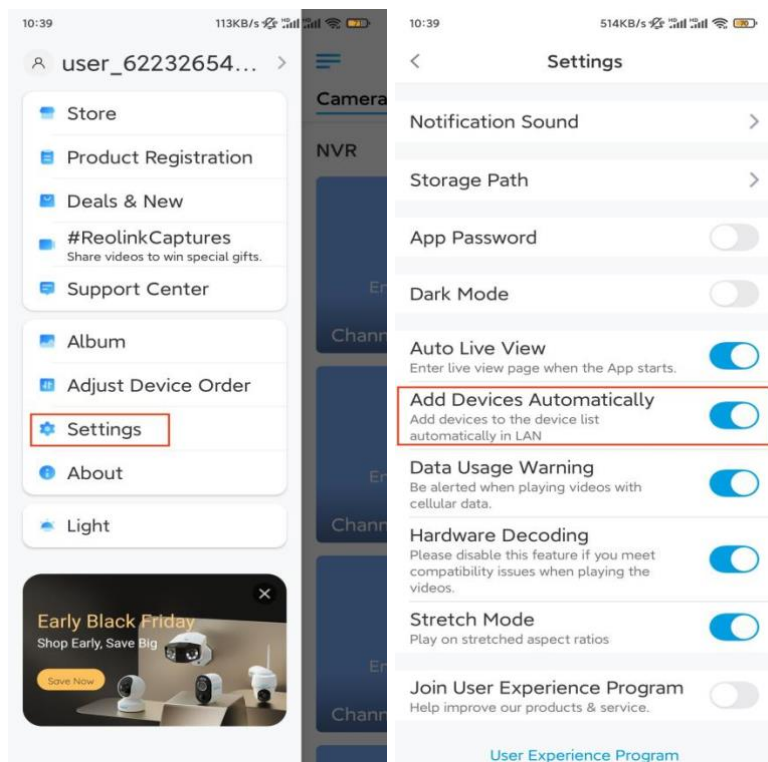 10:39
113KB/s
user_62232654...
Store
Product Registration
Deals & New
#ReolinkCaptures
Share videos to win special gifts.
Support Center
Album
Adjust Device Order
Settings
About
Light
Early Black Friday
Shop Early, Save Big
Save Now
Camera
NVR
Er
Chann
Er
Chann
Er
Chann
10:39
514KB/s
70
Settings
Notification Sound
Storage Path
App Password
Dark Mode
Auto Live View
Enter live view page when the App starts.
Add Devices Automatically
Add devices to the device list
automatically in LAN
Data Usage Warning
Be alerted when playing videos with
cellular data.
Hardware Decoding
Please disable this feature if you meet
compatibility issues when playing the
videos.
Stretch Mode
Play on stretched aspect ratios
Join User Experience Program
Help improve our products & service.
User Experience Program